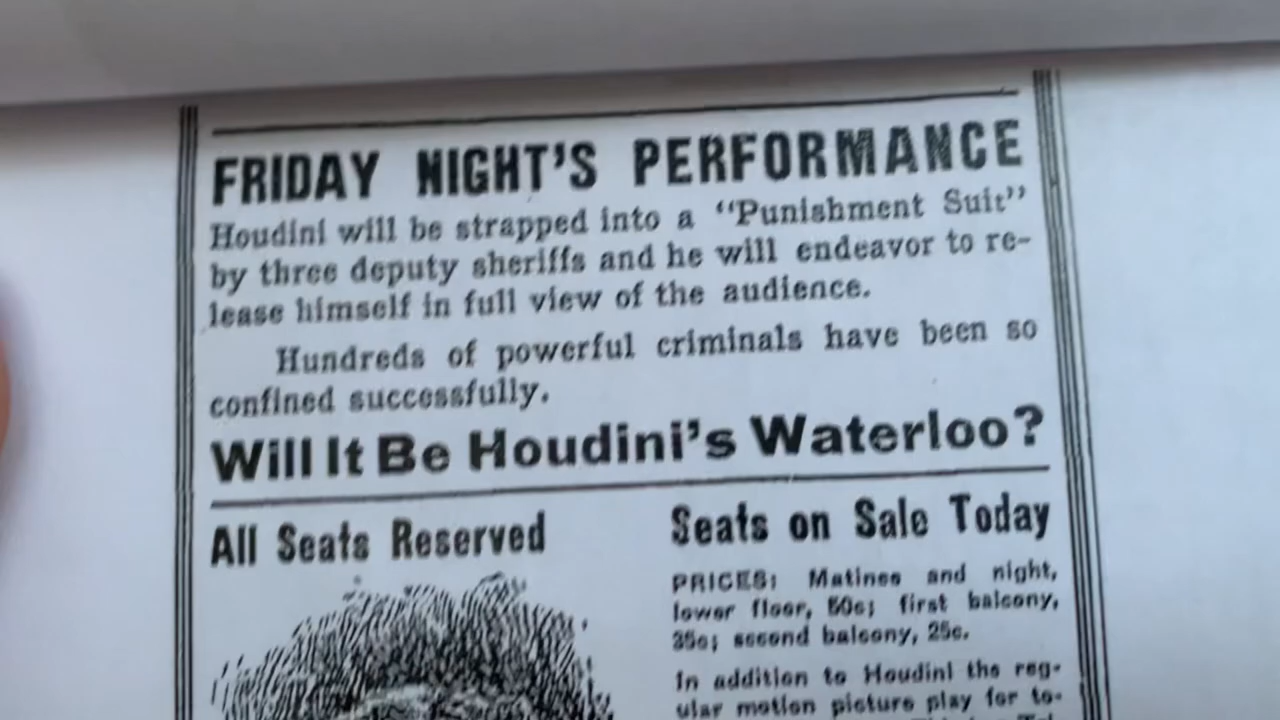 FRIDAY NIGHT'S PERFORMANCE
Houdini will be strapped into a "Punishment Suit"
by three deputy sheriffs and he will endeavor to re-
lease himself in full view of the audience.
Hundreds of powerful criminals have been so
confined successfully.
Will It Be Houdini's Waterloo?
All Seats Reserved
Seats on Sale Today
PRICES: Matinee and night,
lower floor, 50c; first balcony,
35c; second balcony, 25c.
In addition to Houdini the reg-
ular motion picture play for to-